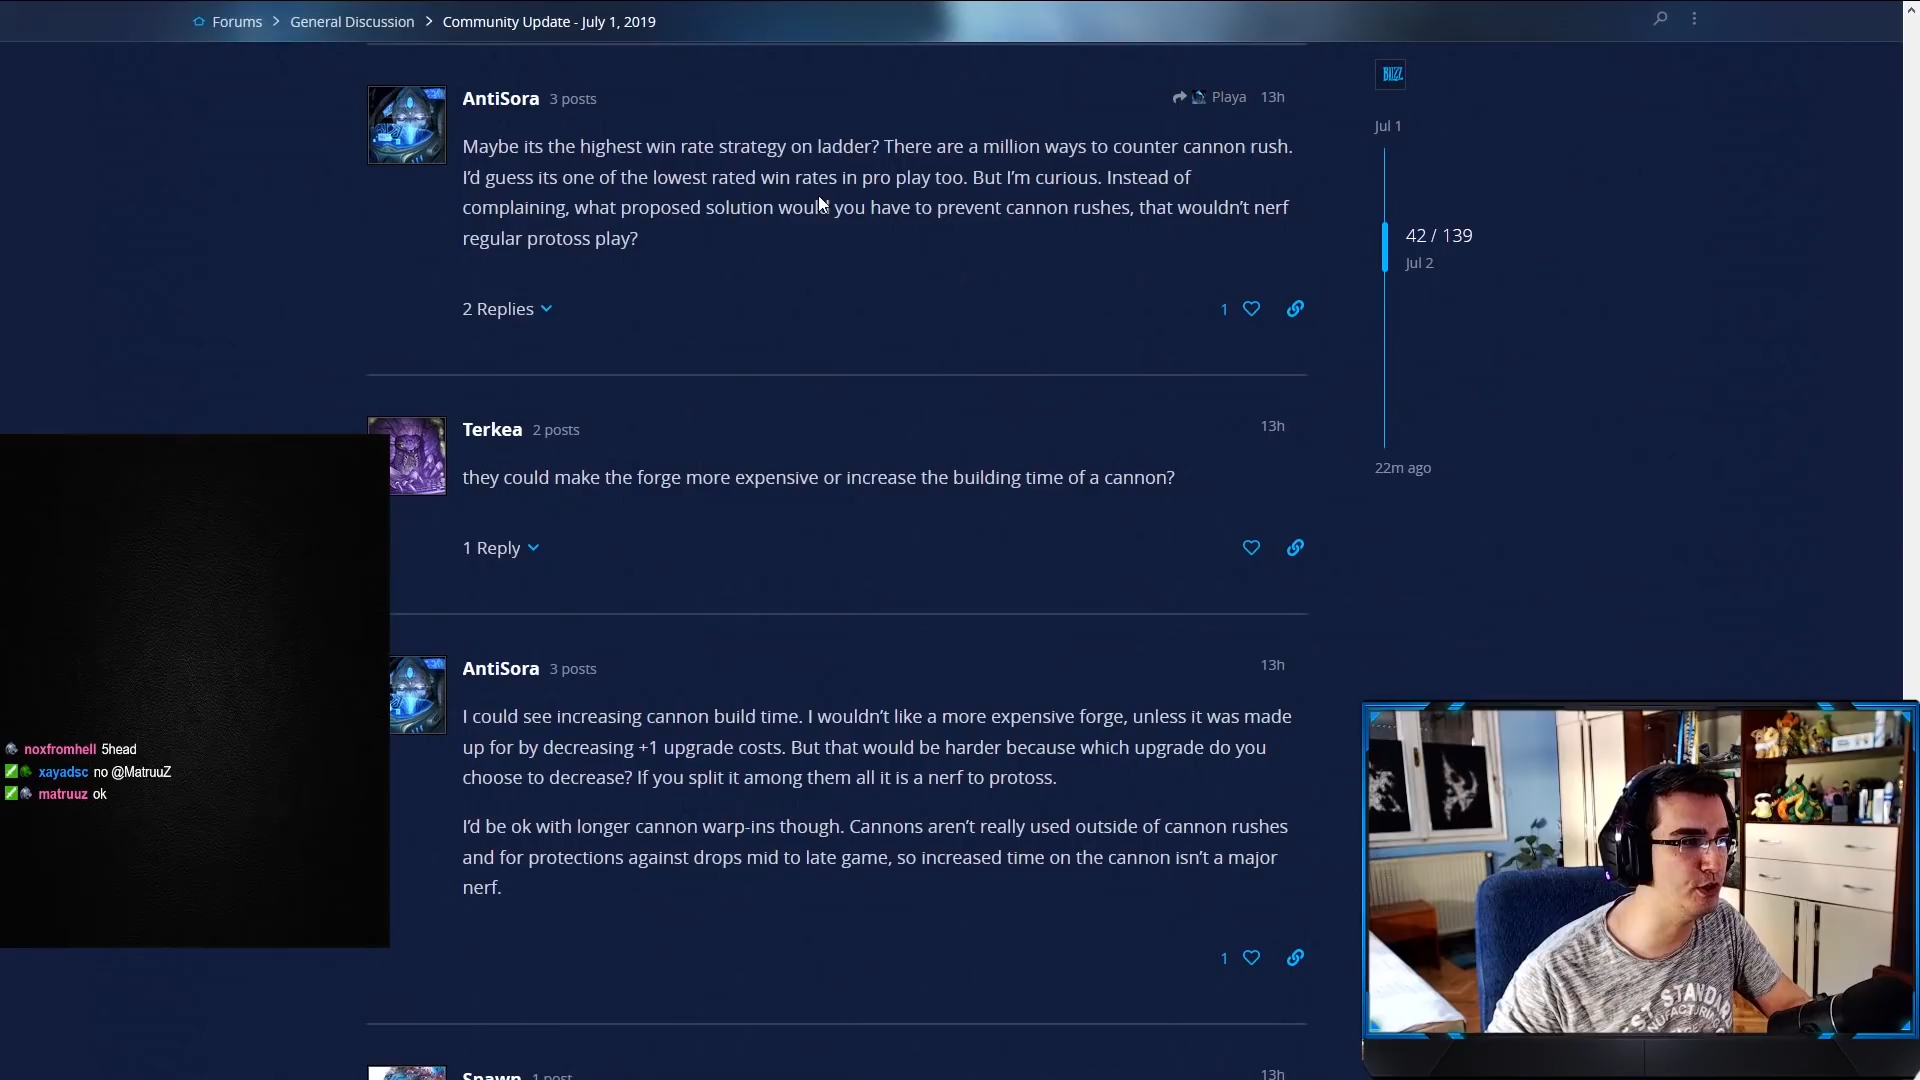 Forums > General Discussion > Community Update - July 1, 2019
AntiSora 3 posts
Playa 13h
Maybe its the highest win rate strategy on ladder? There are a million ways to counter cannon rush.
I'd guess its one of the lowest rated win rates in pro play too. But I'm curious. Instead of
complaining, what proposed solution would you have to prevent cannon rushes, that wouldn't nerf
regular protoss play?
2 Replies
1
BLIZZ
Jul 1
42 / 139
Jul 2
22m ago
Terkea 2 posts
13h
they could make the forge more expensive or increase the building time of a cannon?
1 Reply
AntiSora 3 posts
13h
I could see increasing cannon build time. I wouldn't like a more expensive forge, unless it was made
up for by decreasing +1 upgrade costs. But that would be harder because which upgrade do you
choose to decrease? If you split it among them all it is a nerf to protoss.
I'd be ok with longer cannon warp-ins though. Cannons aren't really used outside of cannon rushes
and for protections against drops mid to late game, so increased time on the cannon isn't a major
nerf.
1
Spawn 1 post
13h
noxfromhell 5head
xayadsc no @MatruuZ
matruuz ok
STANDARD